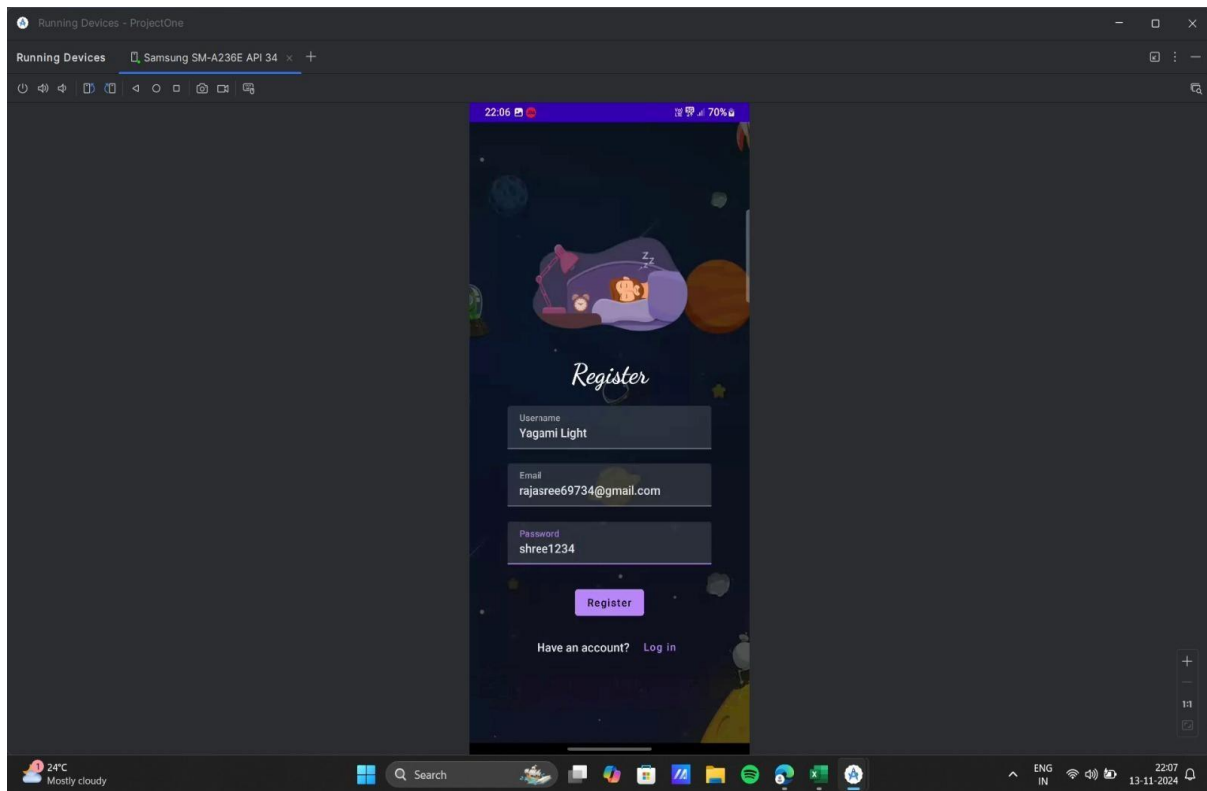 Running Devices - ProjectOne
Running Devices Samsung SM-A236E API 34
22:06 70%
zzz
Register
Username
Yagami Light
Email
rajasree69734@gmail.com
Password
shree1234
Register
Have an account? Log in
1:1
1
24°C
Mostly cloudy
Search
ENG
IN
22:07
13-11-2024